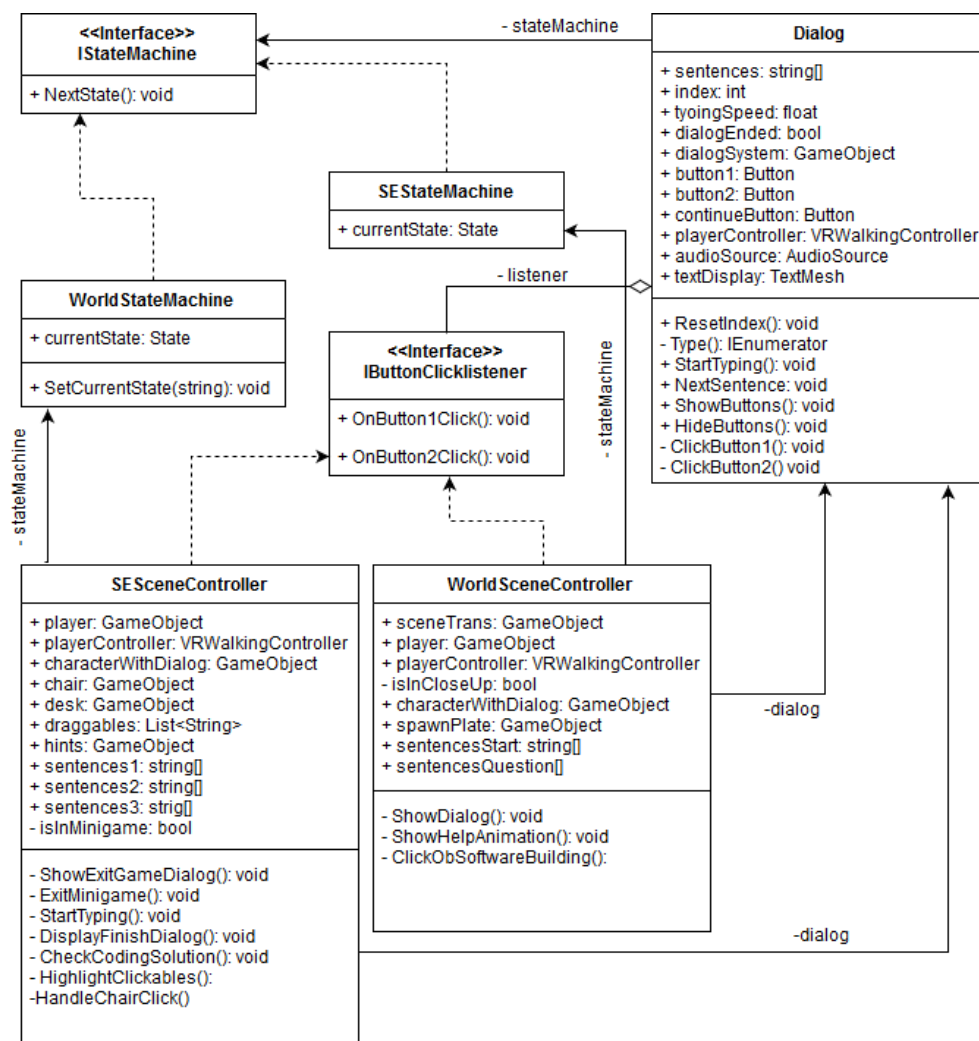 <<Interface>>
IStateMachine
+ NextState(): void
- stateMachine
Dialog
+ sentences: string[]
+ index: int
+ tyoingSpeed: float
+ dialogEnded: bool
+ dialogSystem: GameObject
+ button1: Button
+ button2: Button
+ continueButton: Button
+ playerController: VRWalkingController
+ audioSource: AudioSource
+ textDisplay: TextMesh
+ ResetIndex(): void
- Type(): IEnumerator
+ StartTyping(): void
+ NextSentence: void
+ ShowButtons(): void
+ HideButtons(): void
- ClickButton1(): void
- ClickButton2() void
SEStateMachine
+ currentState: State
- listener
WorldStateMachine
+ currentState: State
+ SetCurrentState(string): void
<<Interface>>
IButtonClicklistener
+ OnButton1Click(): void
+ OnButton2Click(): void
- stateMachine
- stateMachine
SESceneController
+ player: GameObject
+ playerController: VRWalkingController
+ characterWithDialog: GameObject
+ chair: GameObject
+ desk: GameObject
+ draggables: List<String>
+ hints: GameObject
+ sentences1: string[]
+ sentences2: string[]
+ sentences3: strig[]
- isInMinigame: bool
- ShowExitGameDialog(): void
- ExitMinigame(): void
- StartTyping(): void
- DisplayFinishDialog(): void
- CheckCodingSolution(): void
- HighlightClickables():
-HandleChairClick()
WorldSceneController
+ sceneTrans: GameObject
+ player: GameObject
+ playerController: VRWalkingController
- isInCloseUp: bool
+ characterWithDialog: GameObject
+ spawnPlate: GameObject
+ sentencesStart: string[]
+ sentencesQuestion[]
- ShowDialog(): void
- ShowHelpAnimation(): void
- ClickObSoftwareBuilding():
-dialog
-dialog